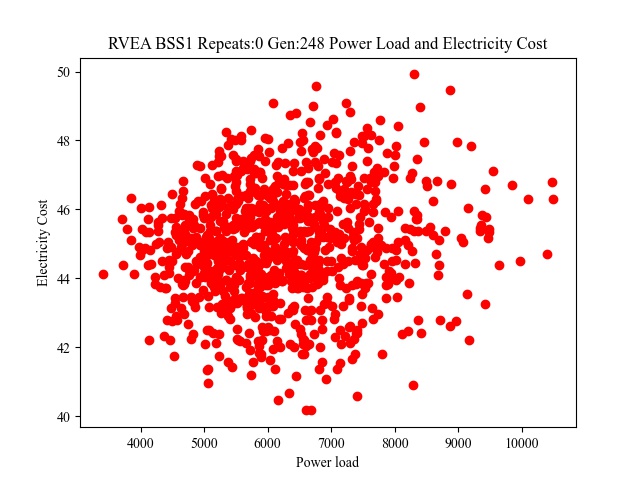 RVEA BSS1 Repeats:0 Gen:248 Power Load and Electricity Cost
50
48
46
44
42
40
Electricity Cost
4000 5000 6000 7000 8000 9000 10000
Power load